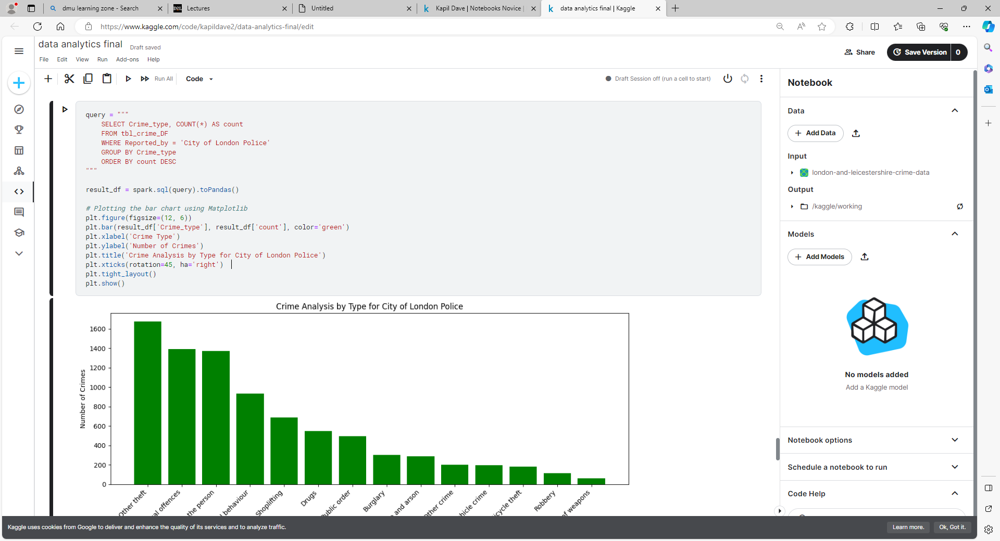 dmu learning zone - Search
Lectures
Untitled
Kapil Dave | Notebooks Novice |
data analytics final | Kaggle
https://www.kaggle.com/code/kapildave2/data-analytics-final/edit
data analytics final
Draft saved
File Edit View Run Add-ons Help
Share
Save Version
0
Run All
Code
Draft Session off (run a cell to start)
query = """
SELECT Crime_type, COUNT(*) AS count
FROM tbl_crime_DF
WHERE Reported_by = 'City of London Police'
GROUP BY Crime_type
ORDER BY count DESC
"""
result_df = spark.sql(query).toPandas()
# Plotting the bar chart using Matplotlib
plt.figure(figsize=(12, 6))
plt.bar(result_df['Crime_type'], result_df['count'], color='green')
plt.xlabel('Crime Type')
plt.ylabel('Number of Crimes')
plt.title('Crime Analysis by Type for City of London Police')
plt.xticks(rotation=45, ha='right')
plt.tight_layout()
plt.show()
Crime Analysis by Type for City of London Police
Number of Crimes
1600
1400
1200
1000
800
600
400
200
0
Other theft
al offences
the person
l behaviour
Shoplifting
Drugs
ublic order
Burglary
and arson
ther crime
hicle crime
icycle theft
Robbery
of weapons
Notebook
Data
Add Data
Input
london-and-leicestershire-crime-data
Output
/kaggle/working
Models
Add Models
No models added
Add a Kaggle model
Notebook options
Schedule a notebook to run
Code Help
Kaggle uses cookies from Google to deliver and enhance the quality of its services and to analyze traffic.
Learn more.
Ok, Got it.